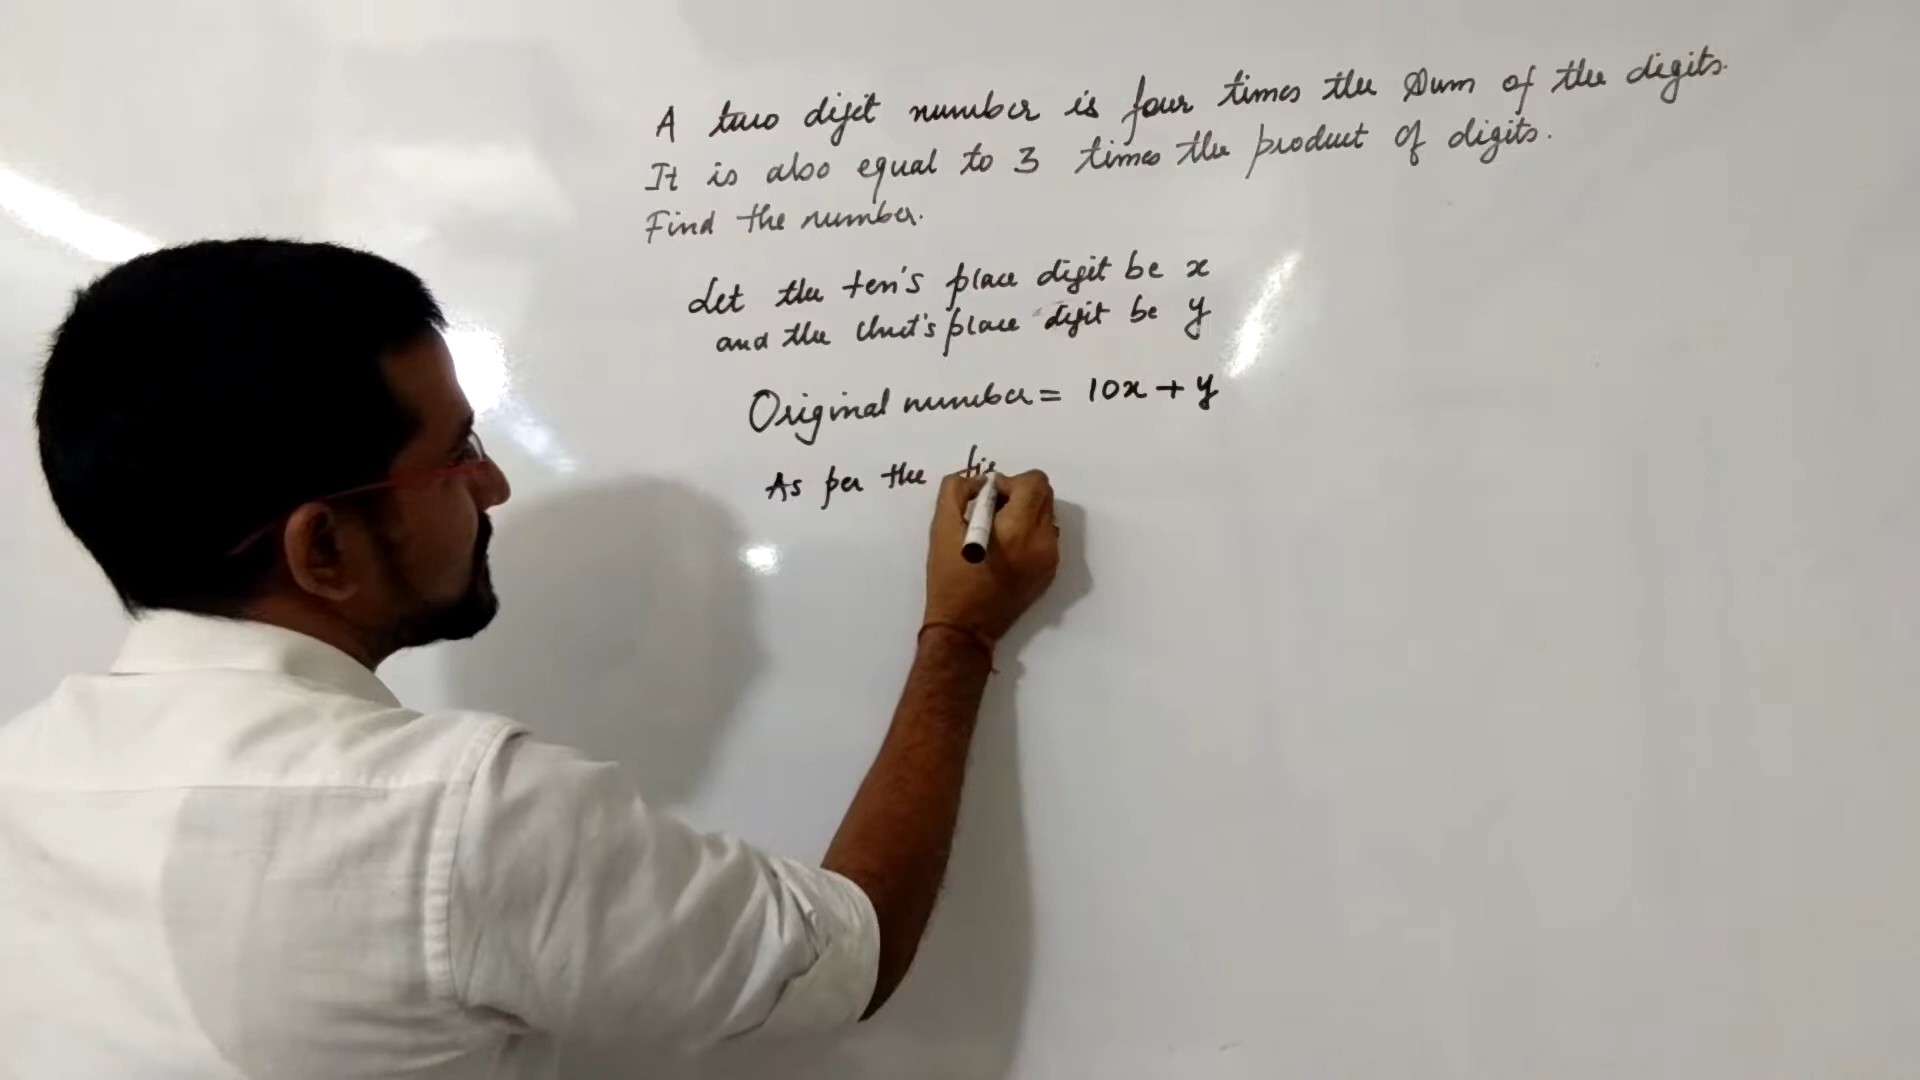 A two digit number is four times the sum of the digits.
It is also equal to 3 times the product of digits.
Find the number.
Let the ten's place digit be x
and the Unit's place digit be y
Original number = 10x + y
As per the